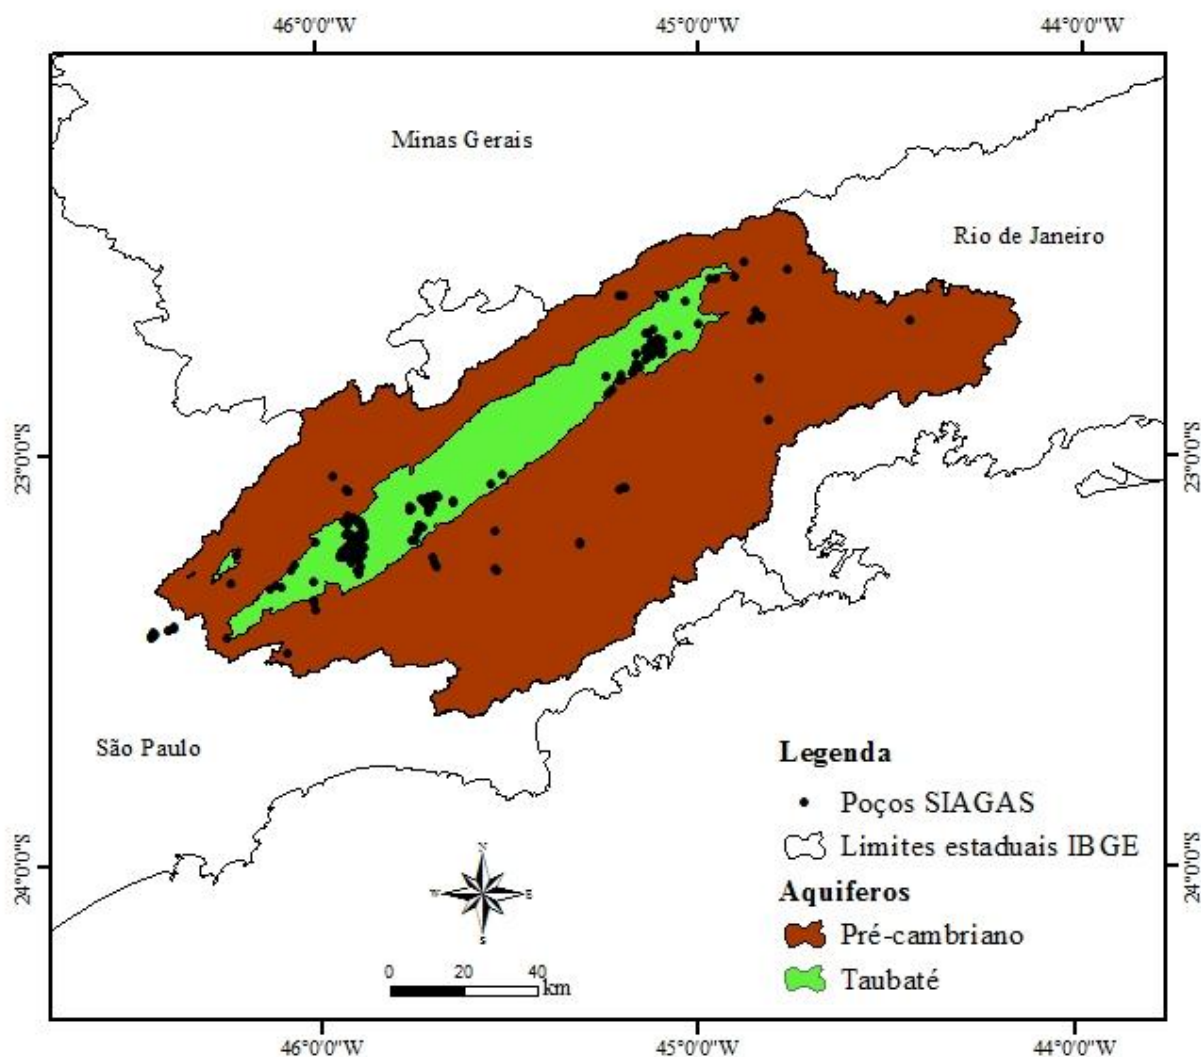 46°0'0"W
45°0'0"W
44°0'0"W
Minas Gerais
Rio de Janeiro
23°0'0"S
23°0'0"S
São Paulo
Legenda
Poços SIAGAS
Limites estaduais IBGE
24°0'0"S
24°0'0"S
N
W
E
S
Aquiferos
Pré-cambriano
Taubaté
0 20 40
km
46°0'0"W
45°0'0"W
44°0'0"W